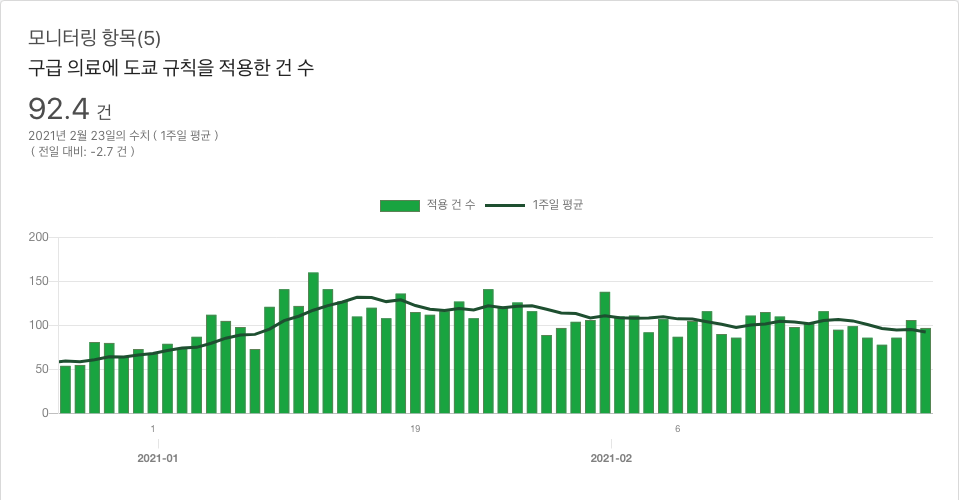 모니터링 항목(5)
구급 의료에 도쿄 규칙을 적용한 건 수
92.4 건
2021년 2월 23일의 수치 ( 1주일 평균 )
( 전일 대비: -2.7 건 )
적용 건 수 1주일 평균
200
150
100
50
0
1 19 6
2021-01 2021-02